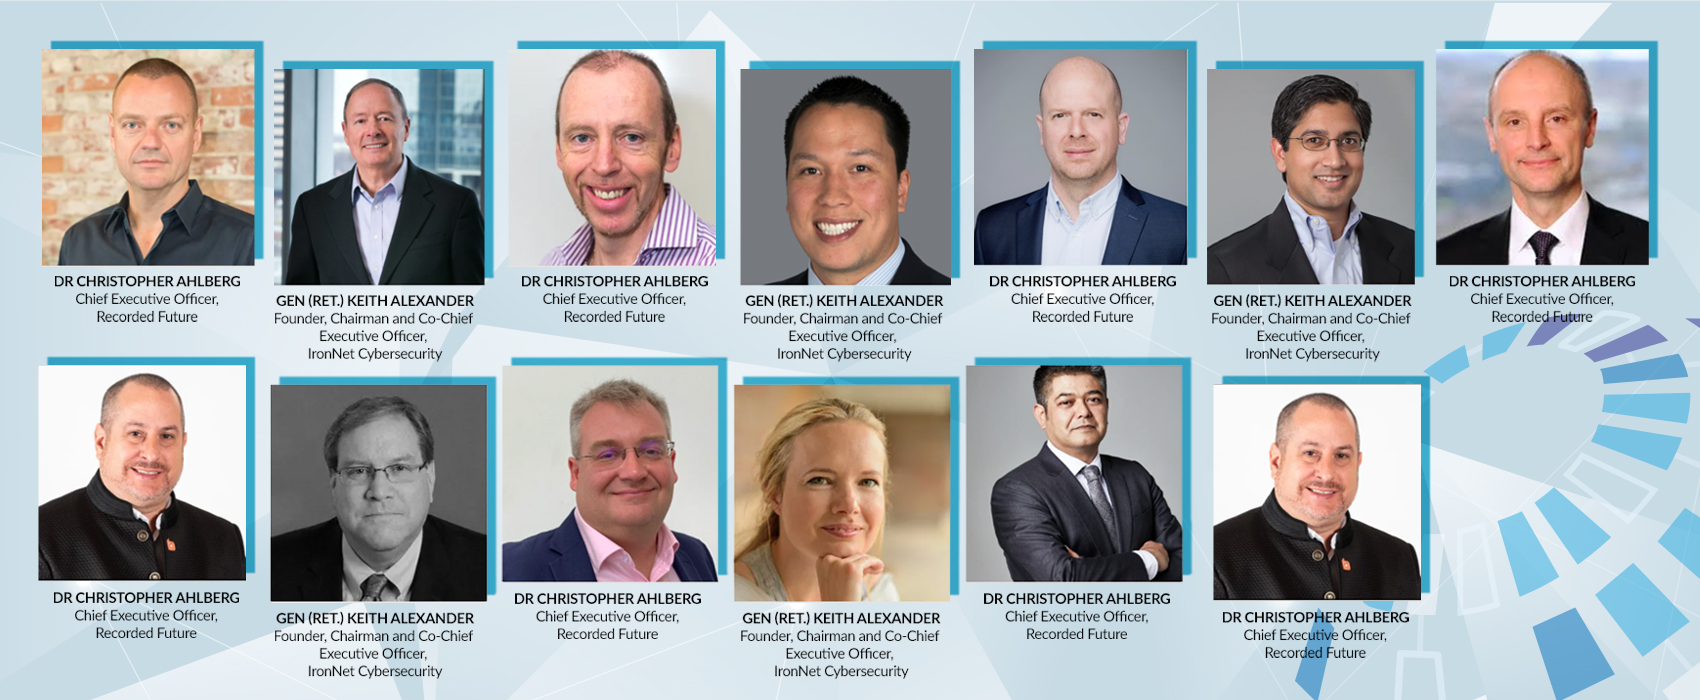 DR CHRISTOPHER AHLBERG
Chief Executive Officer,
Recorded Future
GEN (RET.) KEITH ALEXANDER
Founder, Chairman and Co-Chief
Executive Officer,
IronNet Cybersecurity
DR CHRISTOPHER AHLBERG
Chief Executive Officer,
Recorded Future
GEN (RET.) KEITH ALEXANDER
Founder, Chairman and Co-Chief
Executive Officer,
IronNet Cybersecurity
DR CHRISTOPHER AHLBERG
Chief Executive Officer,
Recorded Future
GEN (RET.) KEITH ALEXANDER
Founder, Chairman and Co-Chief
Executive Officer,
IronNet Cybersecurity
DR CHRISTOPHER AHLBERG
Chief Executive Officer,
Recorded Future
DR CHRISTOPHER AHLBERG
Chief Executive Officer,
Recorded Future
GEN (RET.) KEITH ALEXANDER
Founder, Chairman and Co-Chief
Executive Officer,
IronNet Cybersecurity
DR CHRISTOPHER AHLBERG
Chief Executive Officer,
Recorded Future
GEN (RET.) KEITH ALEXANDER
Founder, Chairman and Co-Chief
Executive Officer,
IronNet Cybersecurity
DR CHRISTOPHER AHLBERG
Chief Executive Officer,
Recorded Future
DR CHRISTOPHER AHLBERG
Chief Executive Officer,
Recorded Future